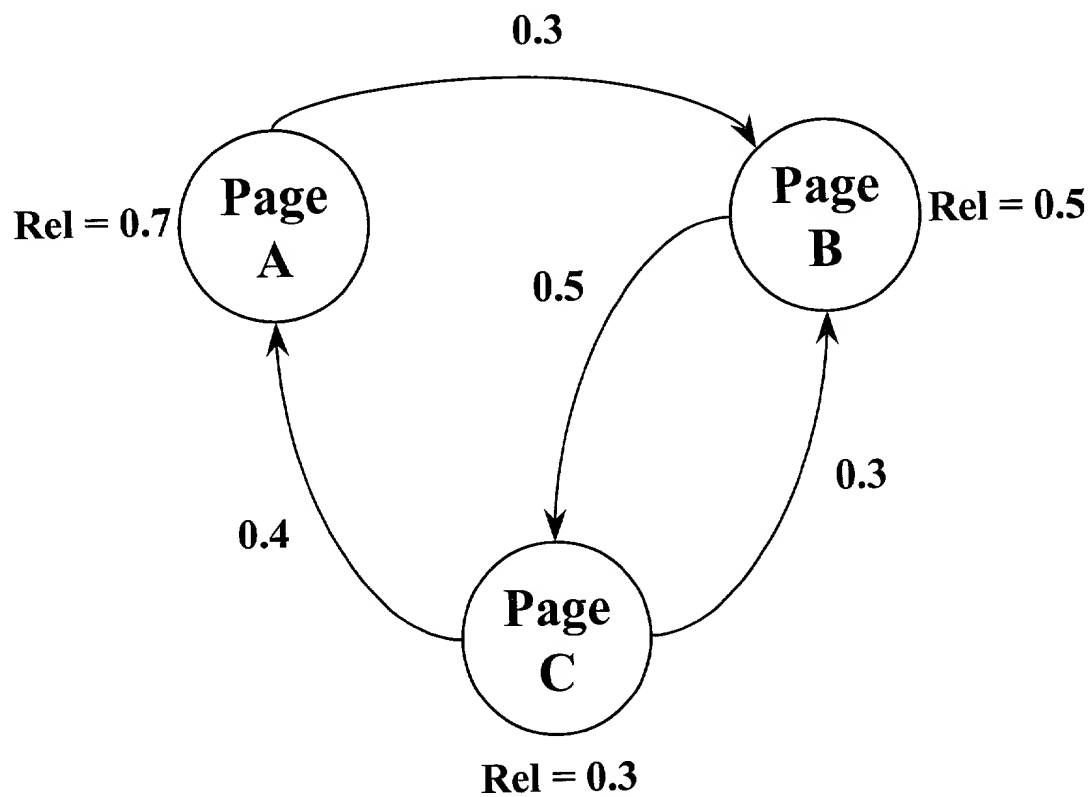 0.3
Page
A
Rel = 0.7
Page
B
Rel = 0.5
0.5
0.3
0.4
Page
C
Rel = 0.3